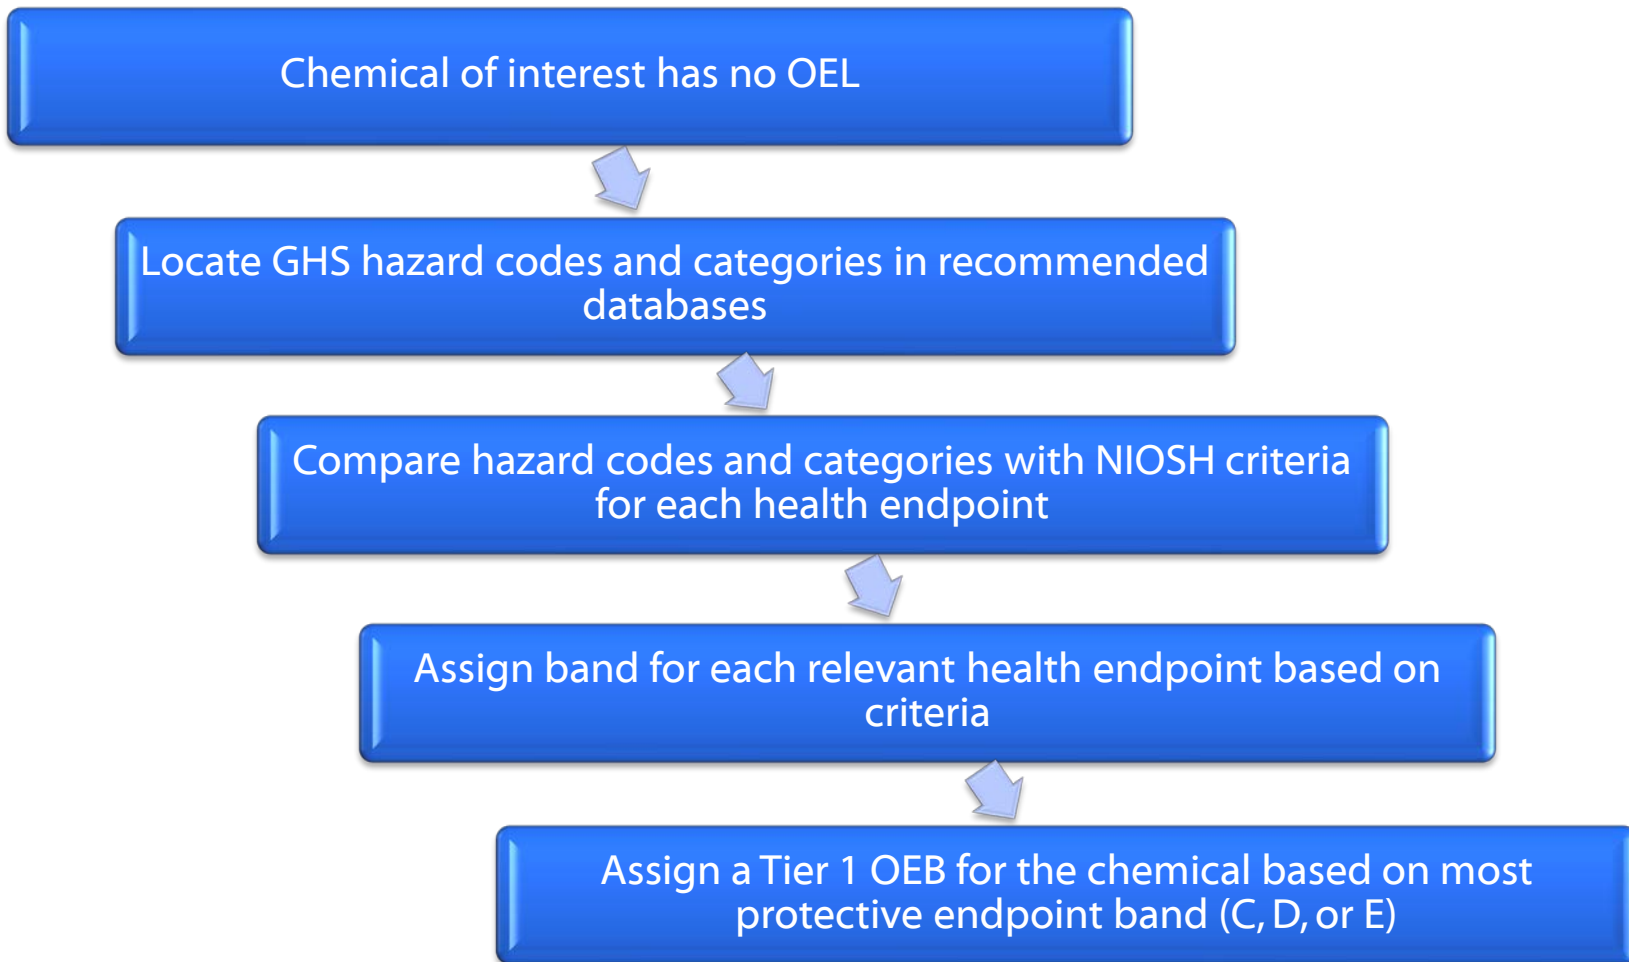 Chemical of interest has no OEL
Locate GHS hazard codes and categories in recommended
databases
Compare hazard codes and categories with NIOSH criteria
for each health endpoint
Assign band for each relevant health endpoint based on
criteria
Assign a Tier 1 OEB for the chemical based on most
protective endpoint band (C, D, or E)